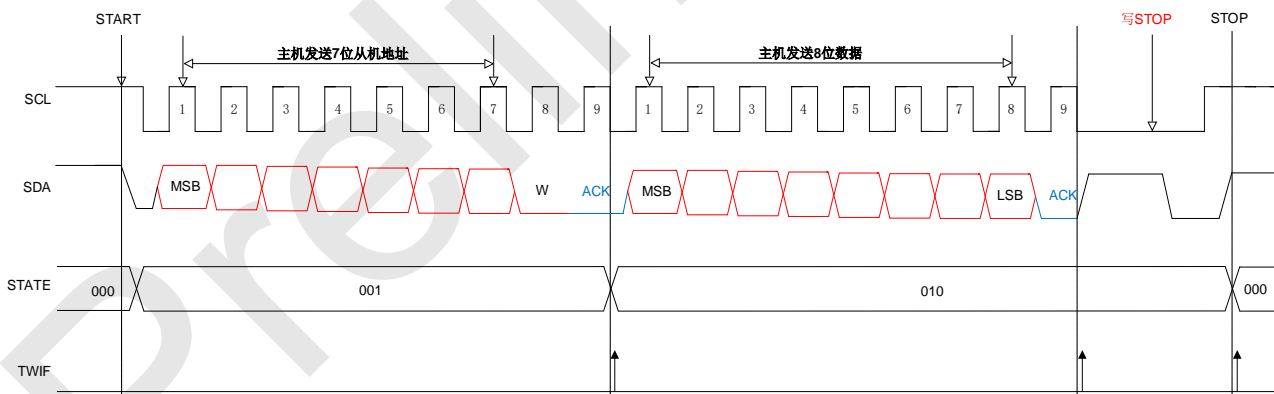 START 写STOP STOP
主机发送7位从机地址 主机发送8位数据
SCL 1 2 3 4 5 6 7 8 9 1 2 3 4 5 6 7 8 9
SDA MSB W ACK MSB LSB ACK
STATE 000 001 010 000
TWIF